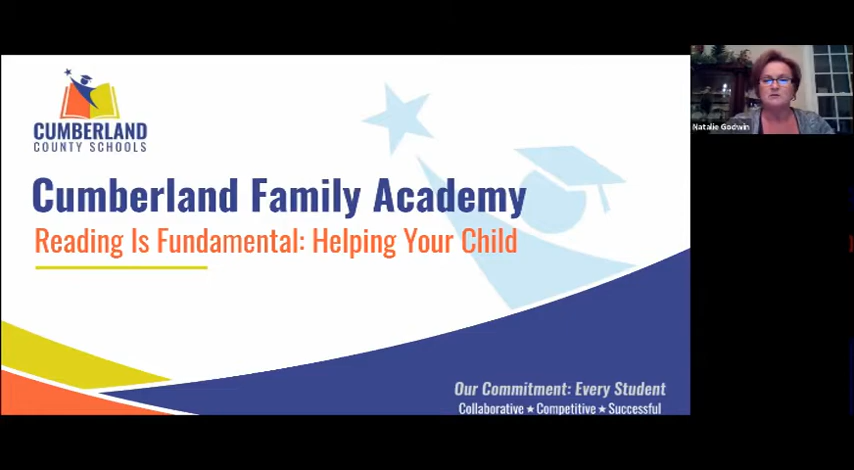 CUMBERLAND
COUNTY SCHOOLS
Cumberland Family Academy
Reading Is Fundamental: Helping Your Child
Our Commitment: Every Student
Collaborative ★ Competitive ★ Successful
Natalie Godwin